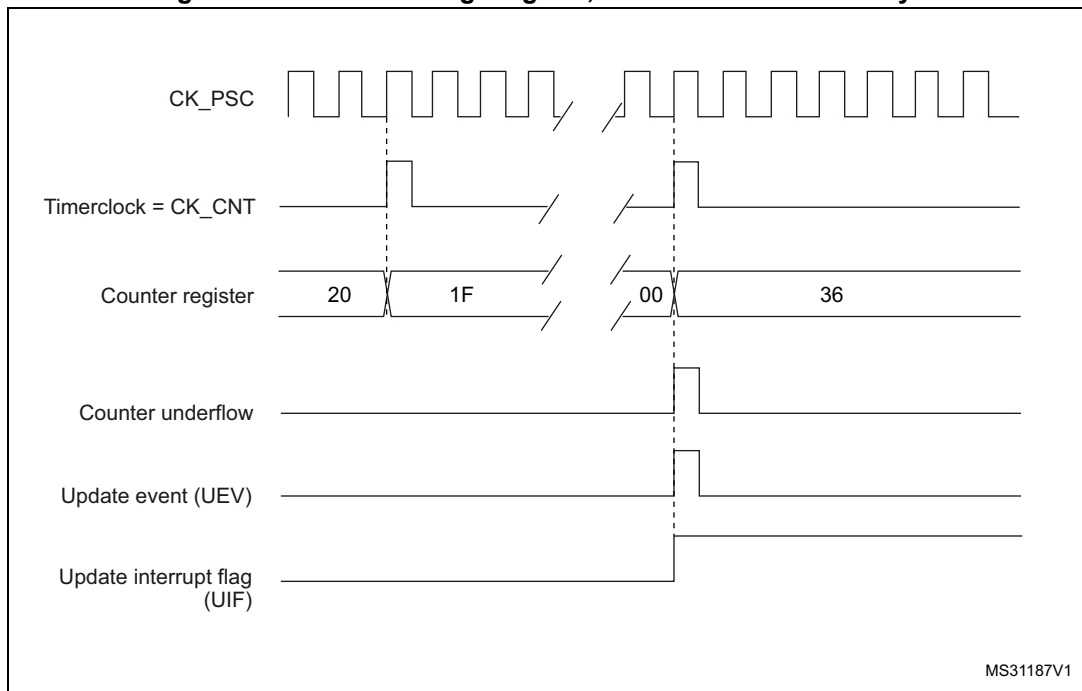 CK_PSC
Timerclock = CK_CNT
Counter register 20 1F 00 36
Counter underflow
Update event (UEV)
Update interrupt flag
(UIF)
MS31187V1